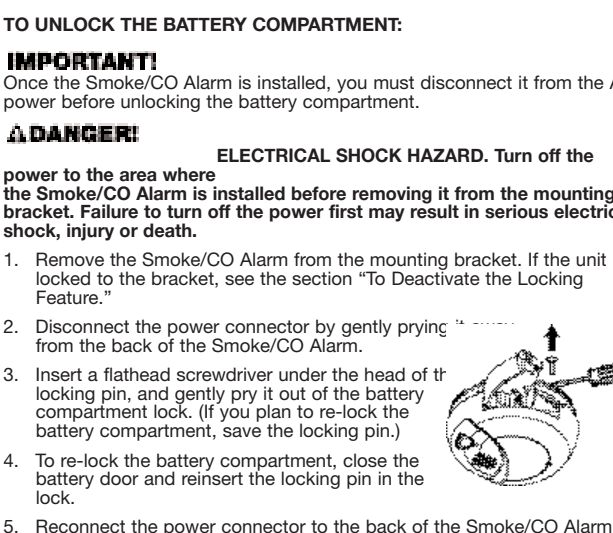 TO UNLOCK THE BATTERY COMPARTMENT:
IMPORTANT!
Once the Smoke/CO Alarm is installed, you must disconnect it from the
power before unlocking the battery compartment.
⚠DANGER!
ELECTRICAL SHOCK HAZARD. Turn off the
power to the area where
the Smoke/CO Alarm is installed before removing it from the mounting
bracket. Failure to turn off the power first may result in serious
shock, injury or death.
1. Remove the Smoke/CO Alarm from the mounting bracket. If the unit
locked to the bracket, see the section “To Deactivate the Locking
Feature.”
2. Disconnect the power connector by gently prying
from the back of the Smoke/CO Alarm.
3. Insert a flathead screwdriver under the head of
locking pin, and gently pry it out of the battery
compartment lock. (If you plan to re-lock the
battery compartment, save the locking pin.)
4. To re-lock the battery compartment, close the
battery door and reinsert the locking pin in the
lock.
5. Reconnect the power connector to the back of the Smoke/CO Alarm